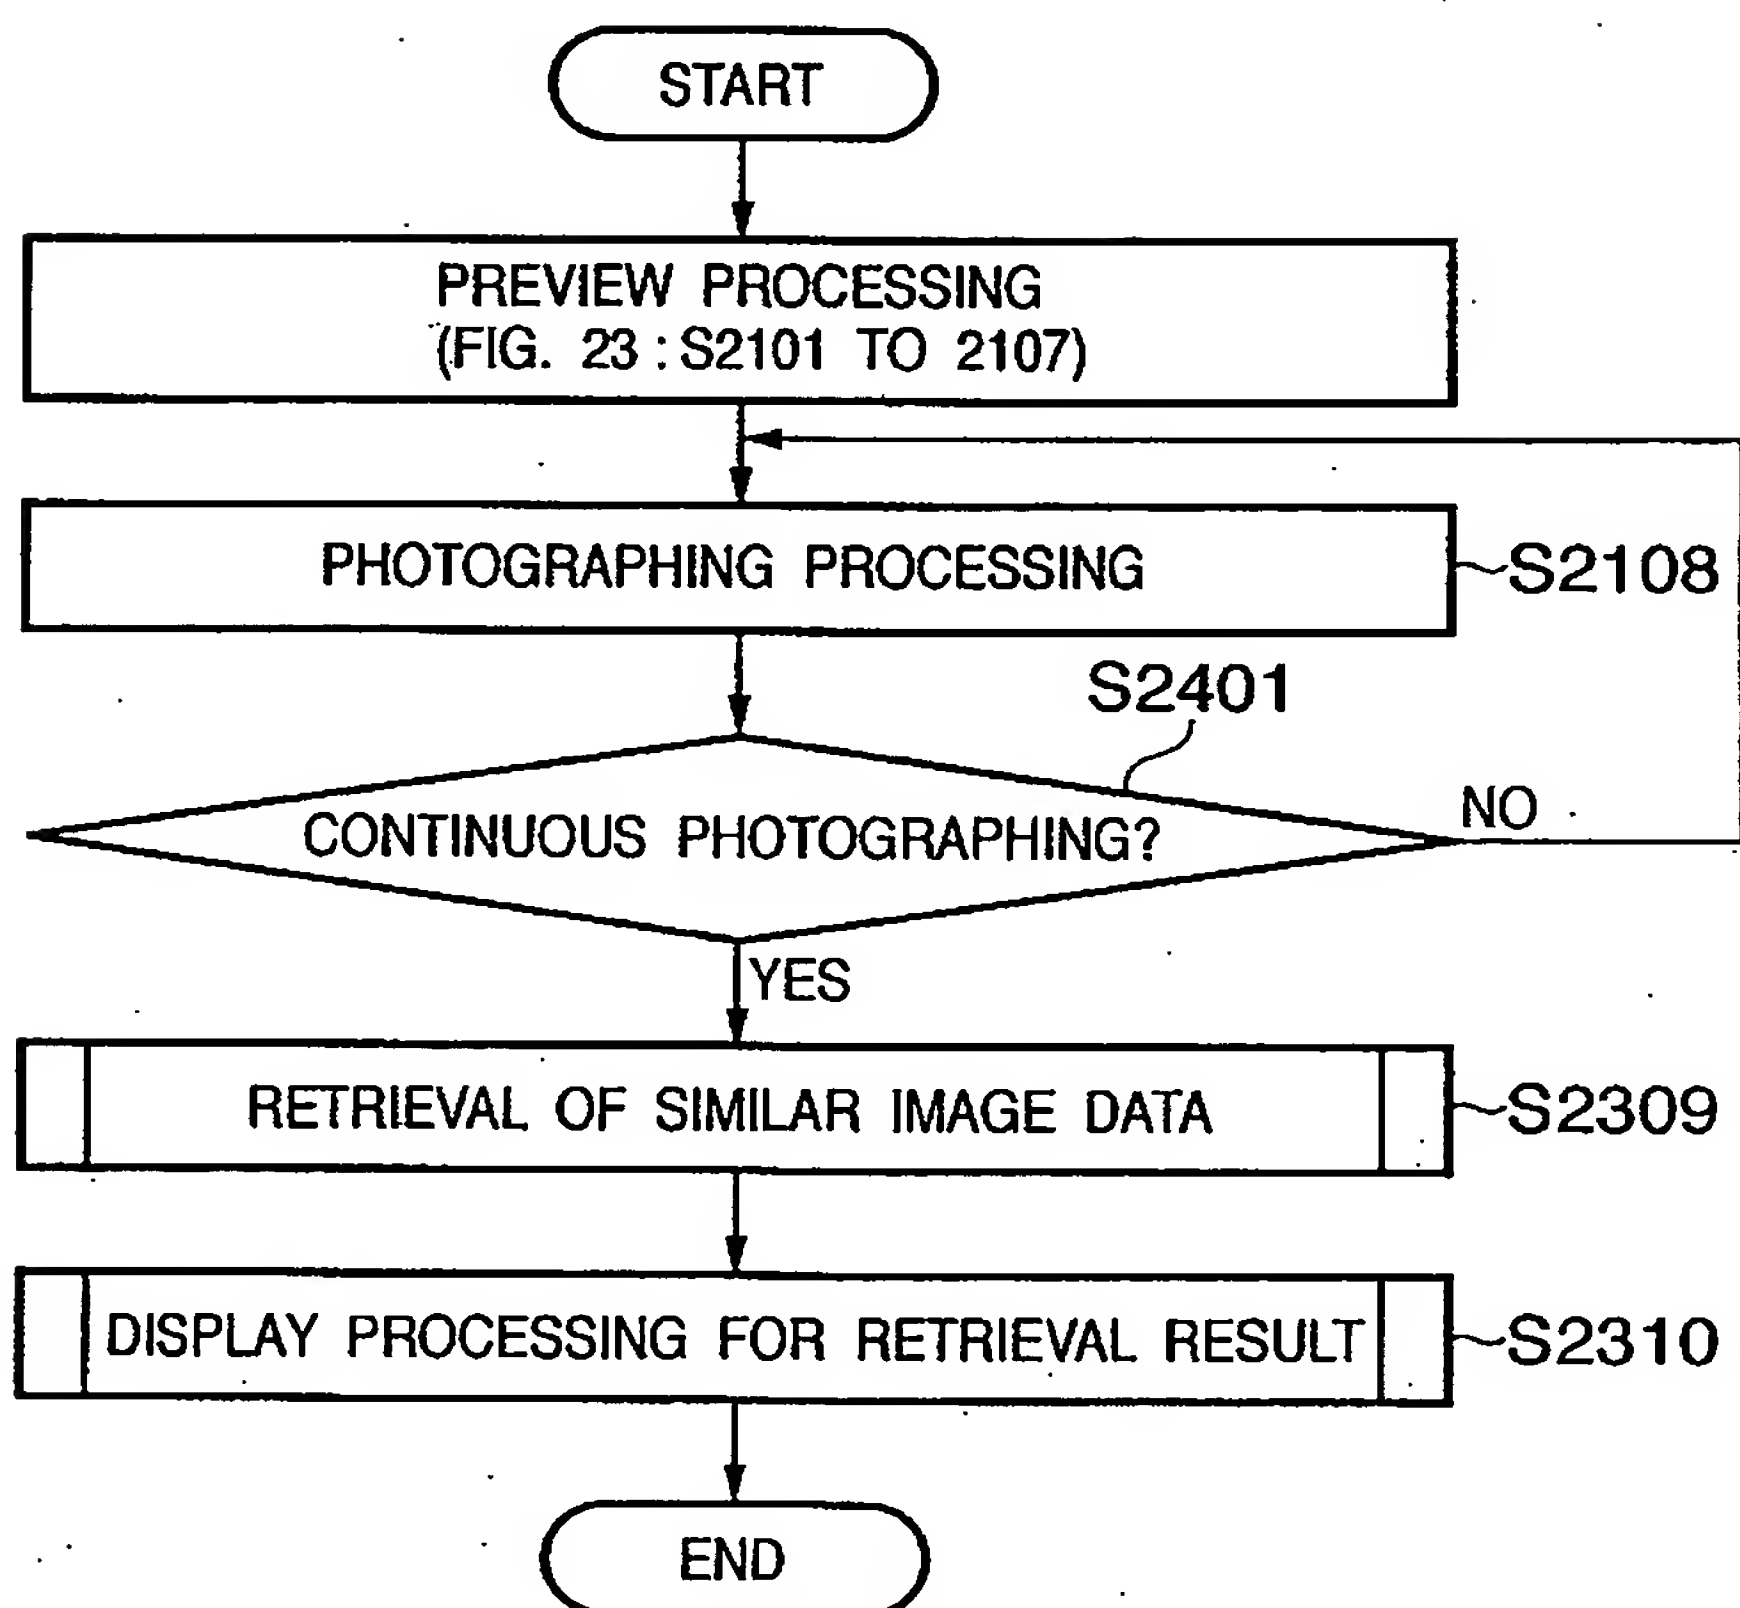 START
PREVIEW PROCESSING
(FIG. 23 : S2101 TO 2107)
PHOTOGRAPHING PROCESSING
S2108
S2401
CONTINUOUS PHOTOGRAPHING?
NO
YES
RETRIEVAL OF SIMILAR IMAGE DATA
S2309
DISPLAY PROCESSING FOR RETRIEVAL RESULT
S2310
END